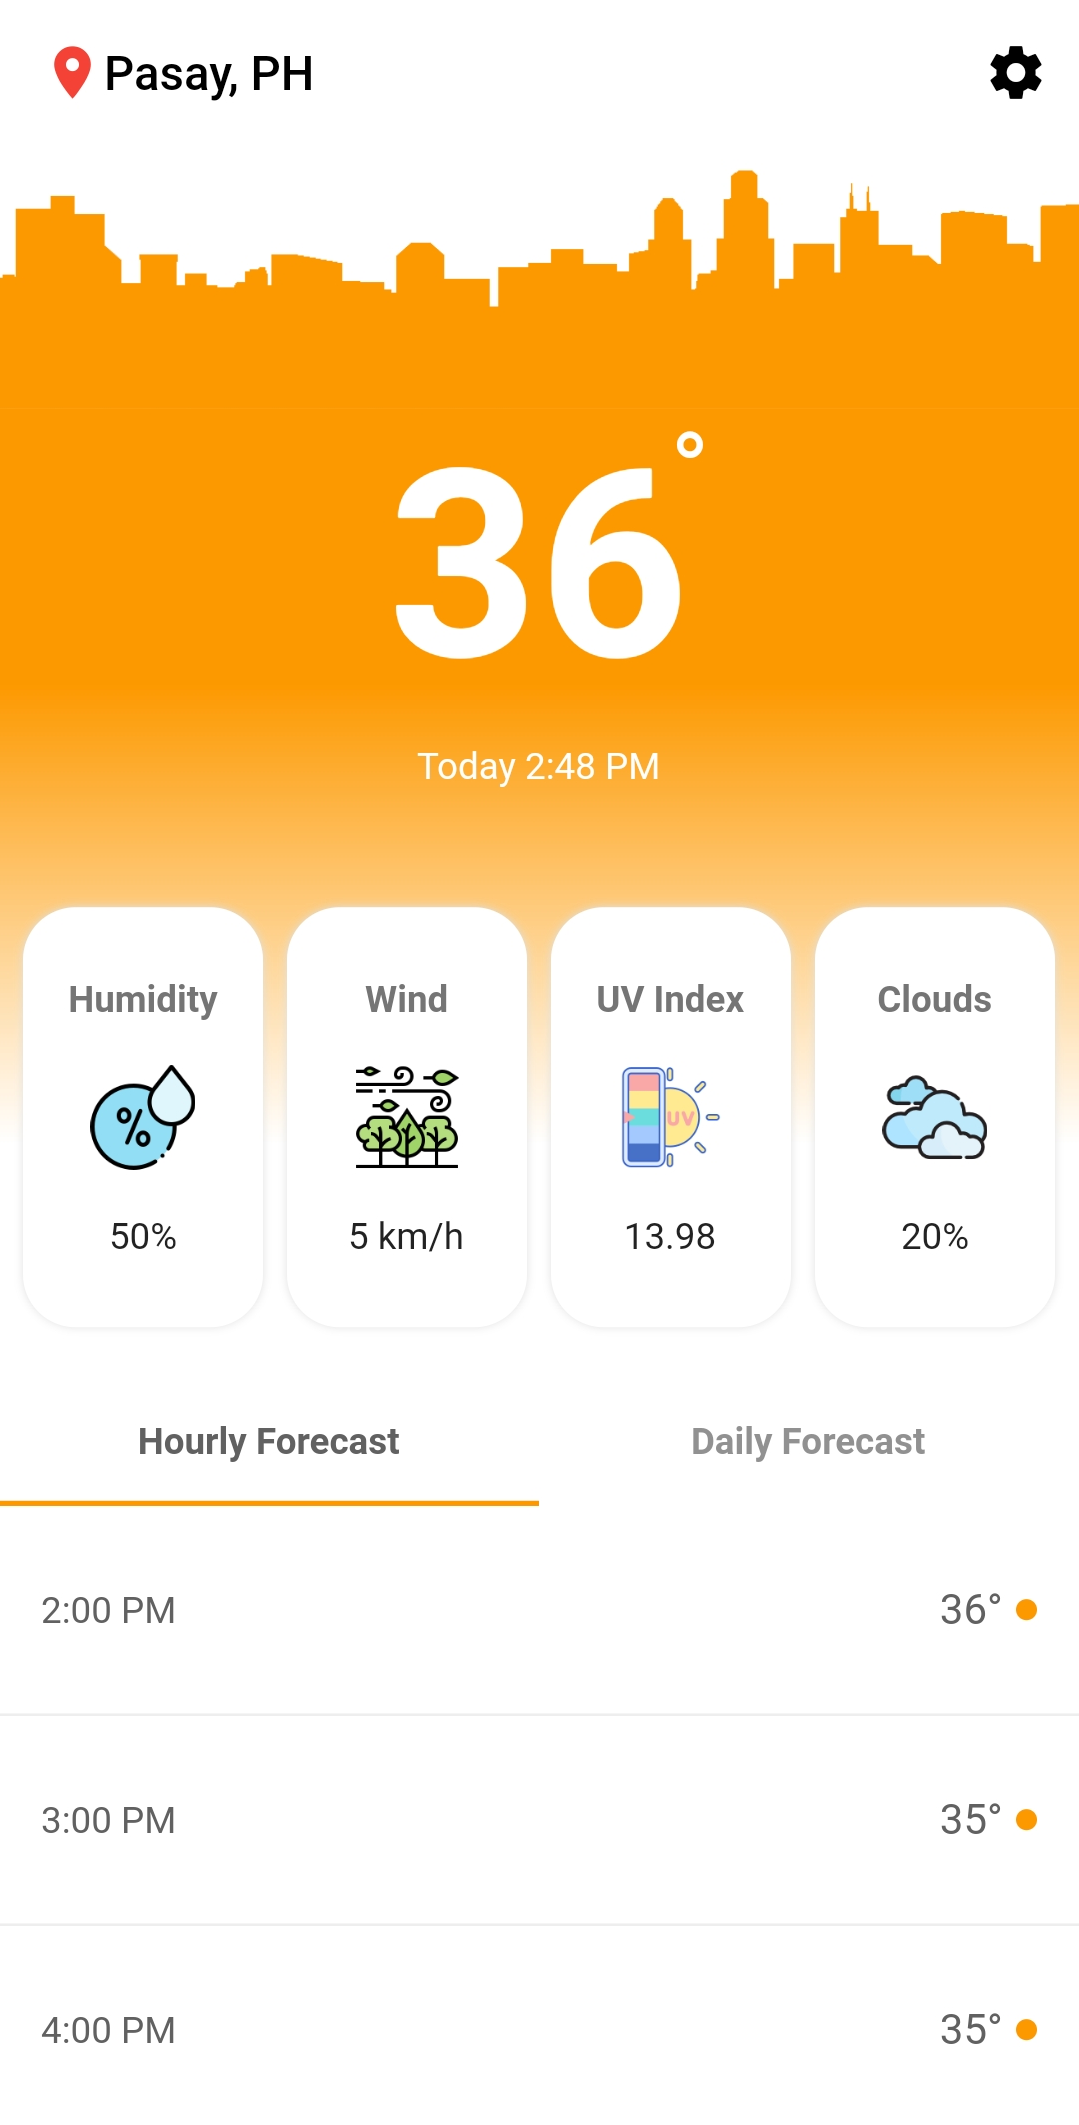 Pasay, PH
36°
Today 2:48 PM
Humidity
Wind
UV Index
Clouds
%
UV
50%
5 km/h
13.98
20%
Hourly Forecast
Daily Forecast
2:00 PM
36°
3:00 PM
35°
4:00 PM
35°